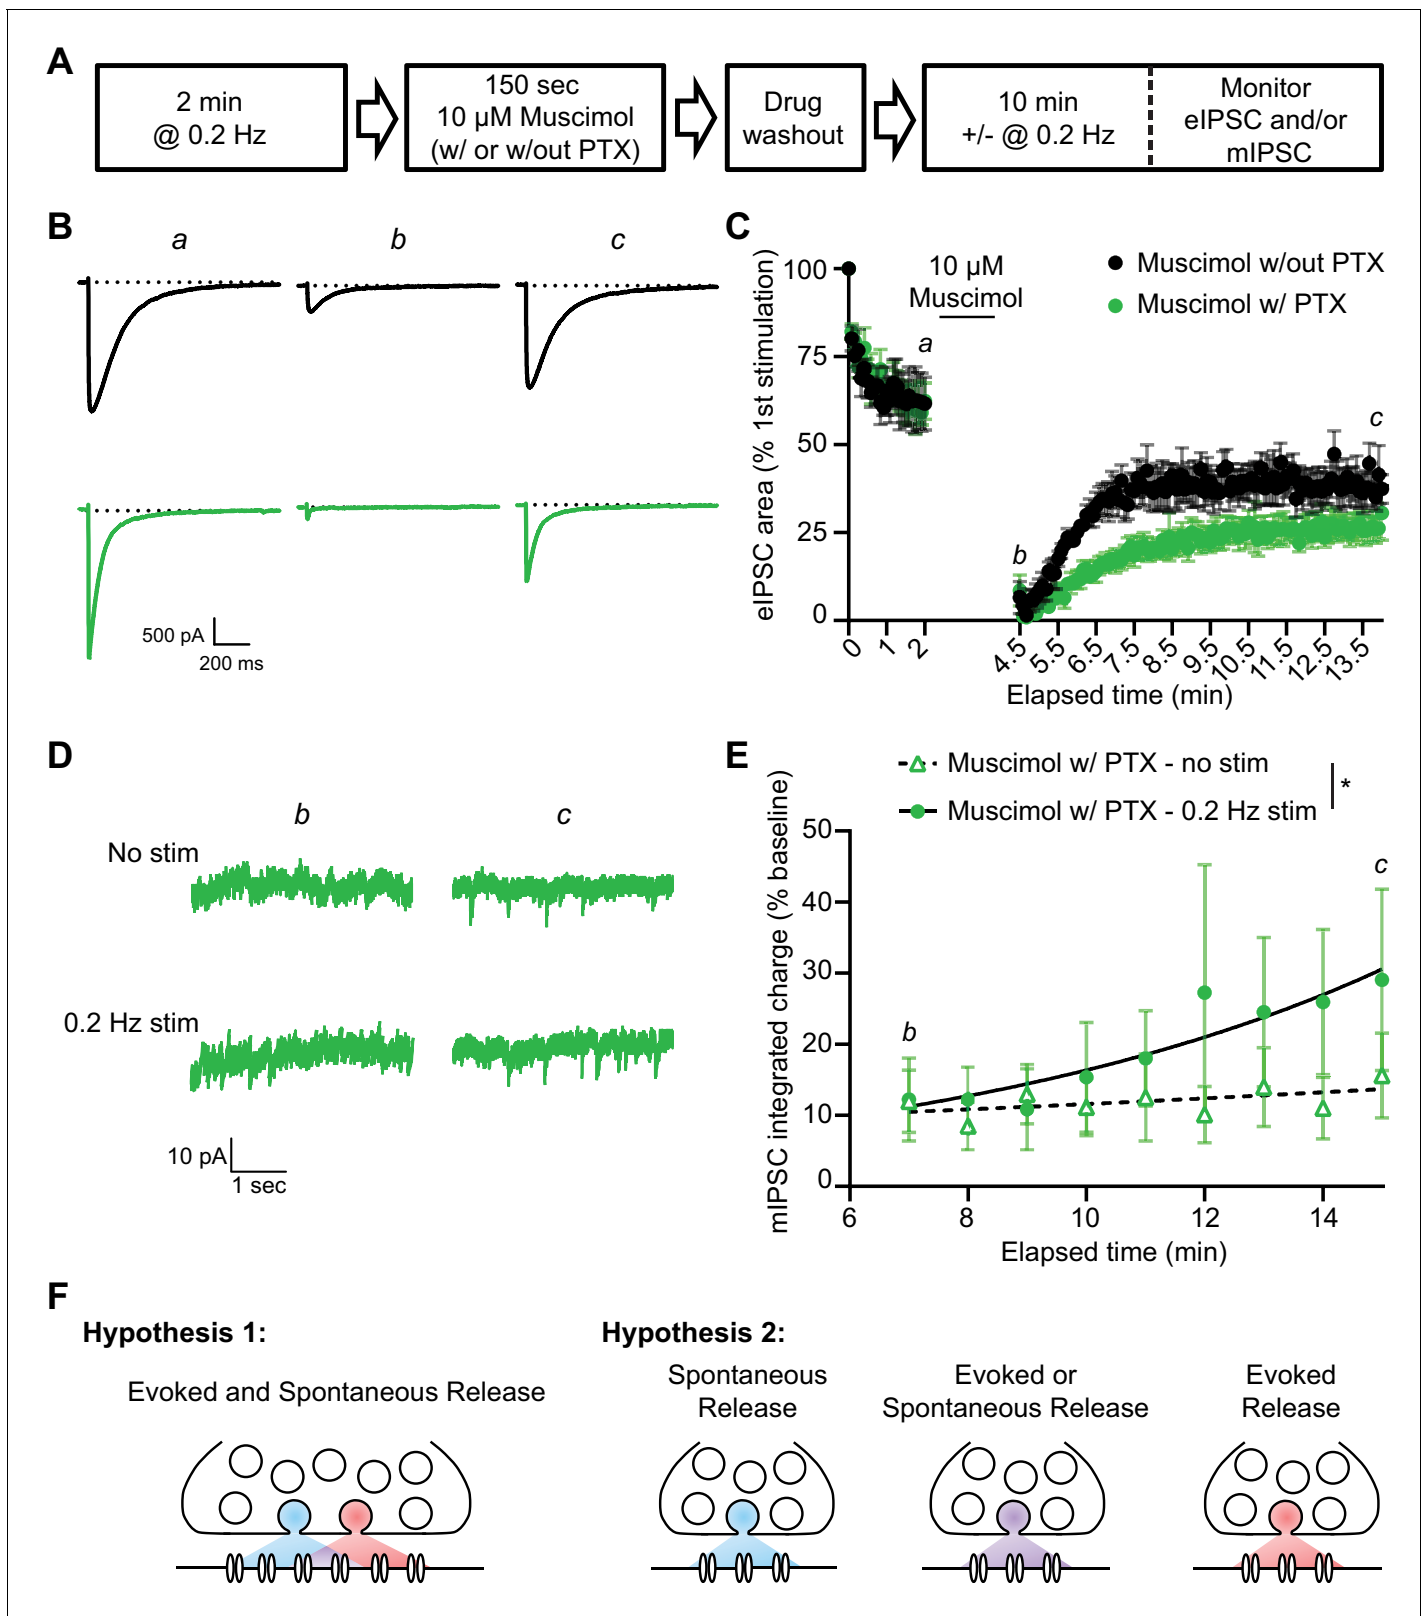 A
2 min
@ 0.2 Hz
150 sec
10 µM Muscimol
(w/ or w/out PTX)
Drug
washout
10 min
+/- @ 0.2 Hz
Monitor
eIPSC and/or
mIPSC
B
a
b
c
500 pA
200 ms
C
10 µM
Muscimol
Muscimol w/out PTX
Muscimol w/ PTX
eIPSC area (% 1st stimulation)
100
75
50
25
0
a
b
c
0
1
2
4.5
5.5
6.5
7.5
8.5
9.5
10.5
11.5
12.5
13.5
Elapsed time (min)
D
b
c
No stim
0.2 Hz stim
10 pA
1 sec
E
Muscimol w/ PTX - no stim
Muscimol w/ PTX - 0.2 Hz stim
*
mIPSC integrated charge (% baseline)
50
40
30
20
10
0
b
c
6
8
10
12
14
Elapsed time (min)
F
Hypothesis 1:
Evoked and Spontaneous Release
Hypothesis 2:
Spontaneous
Release
Evoked or
Spontaneous Release
Evoked
Release